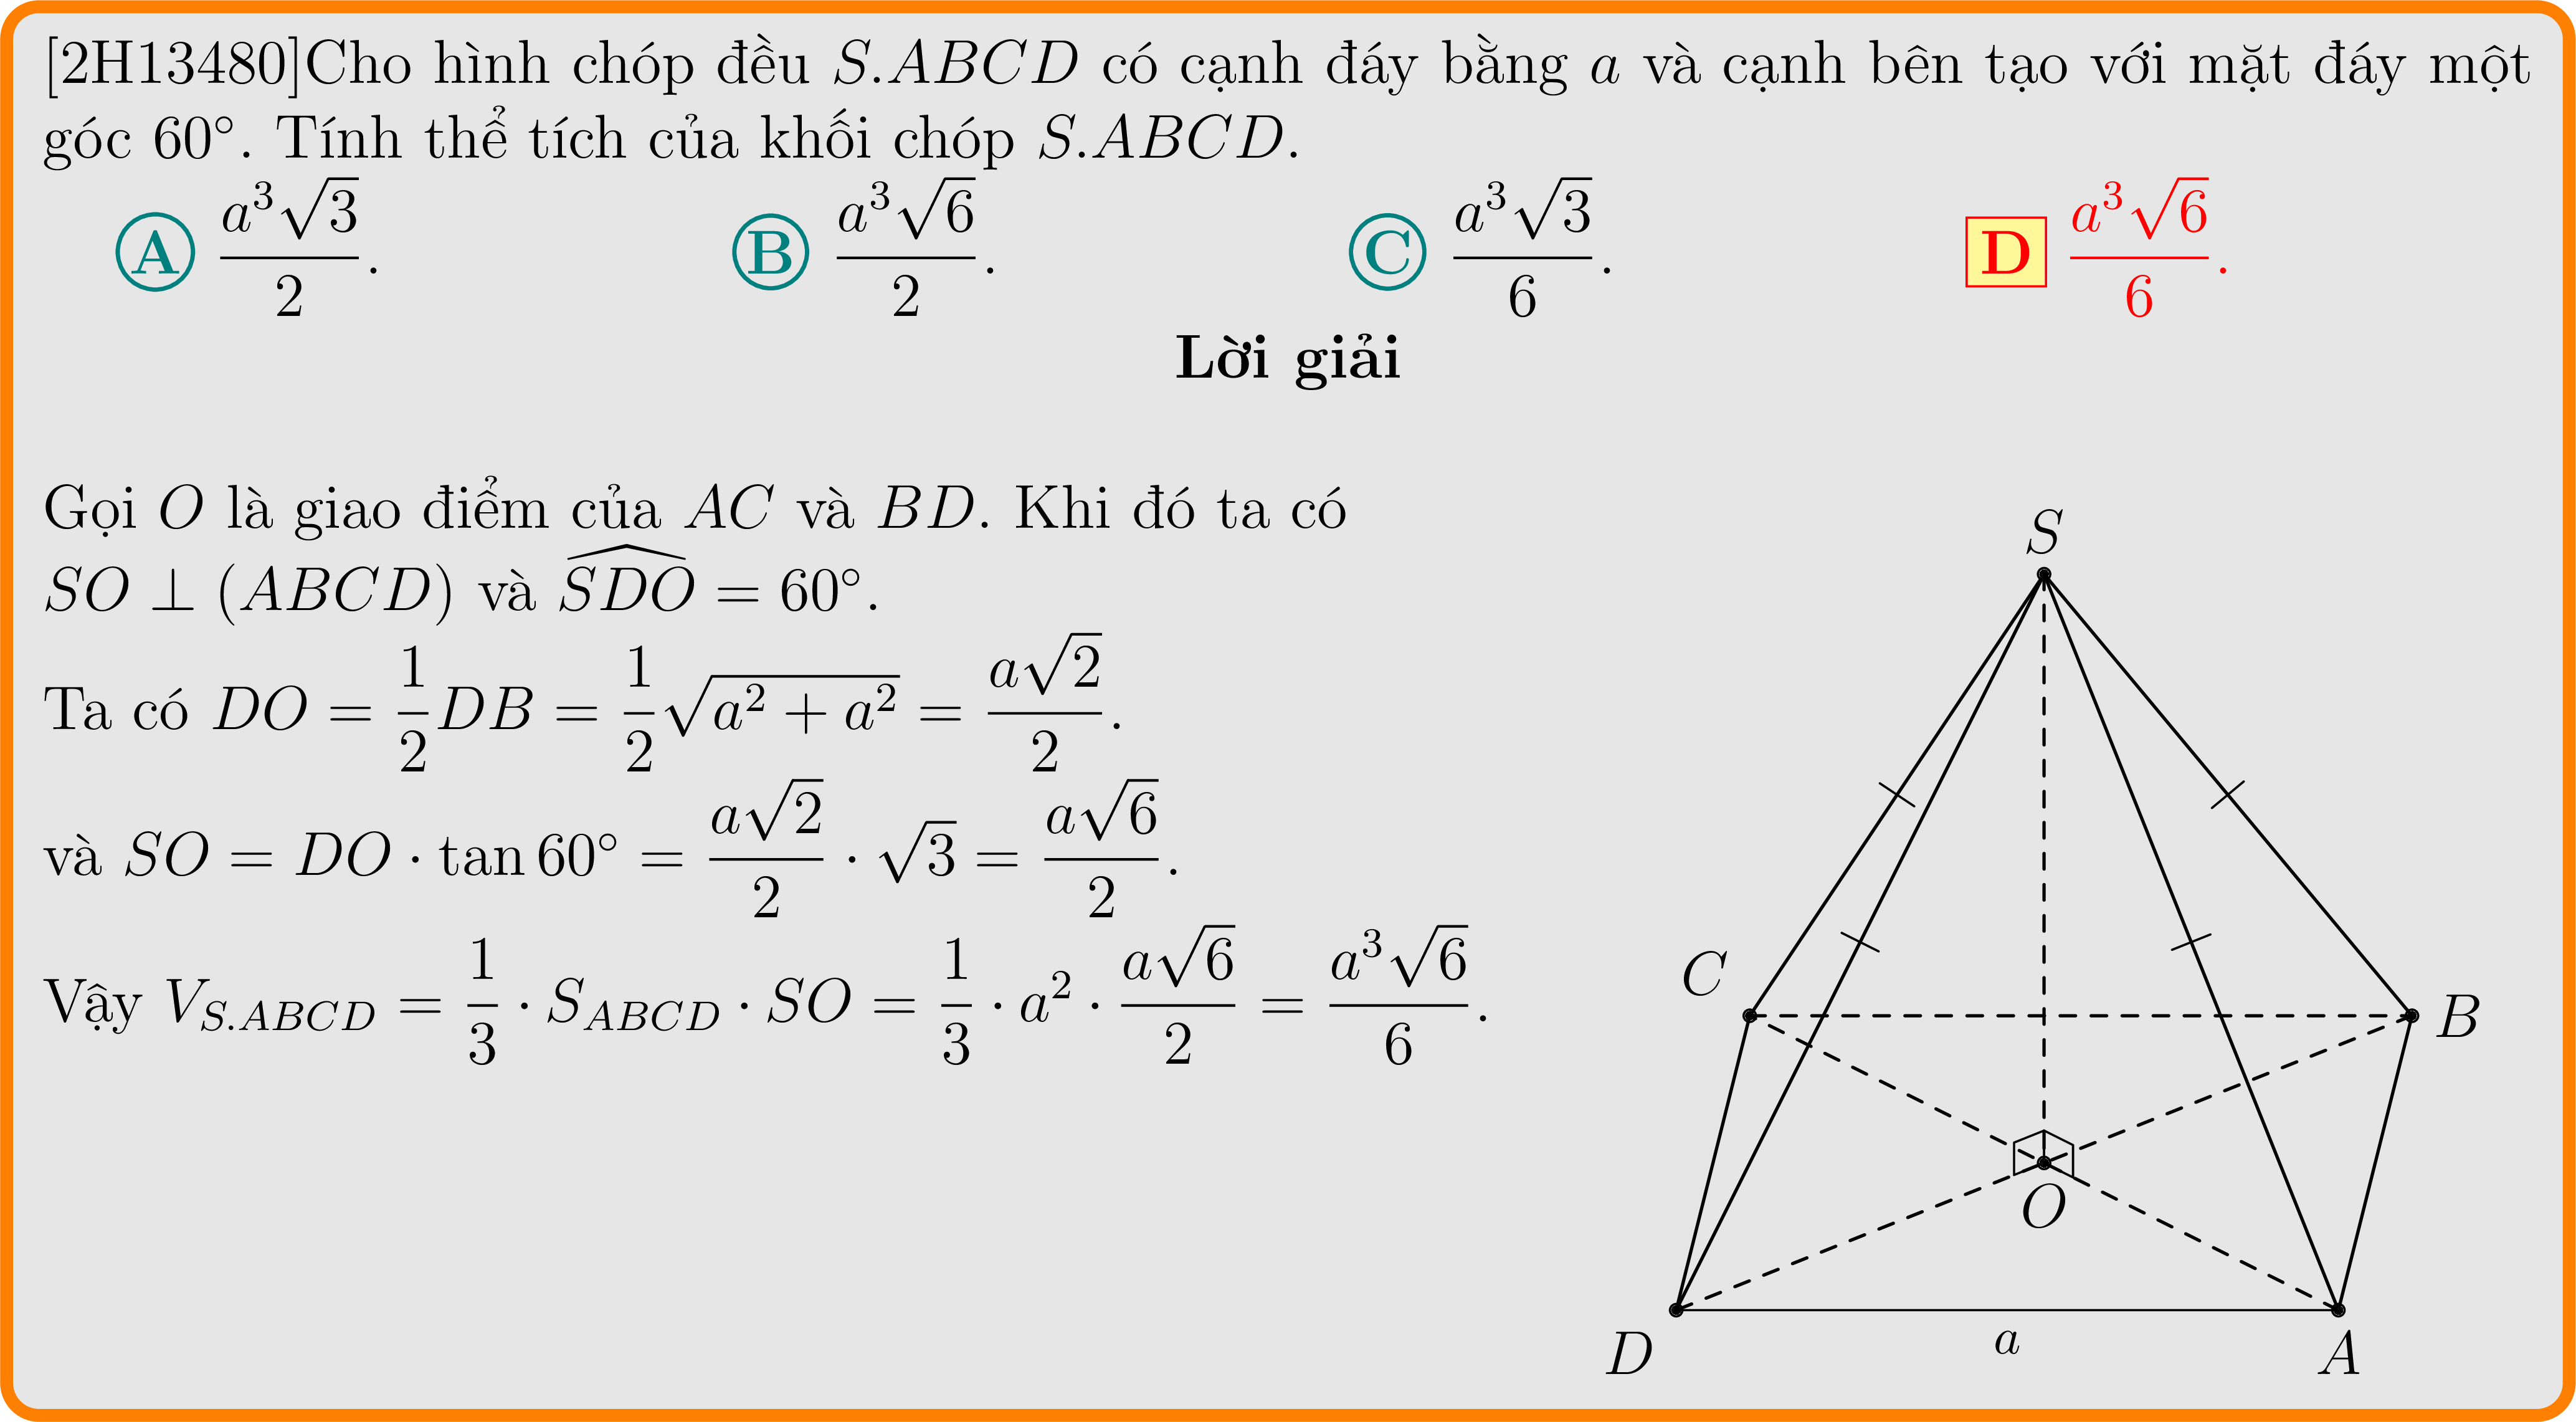 [2H13480]Cho hình chóp đều S.ABCD có cạnh đáy bằng a và cạnh bên tạo với mặt đáy một
góc 60°. Tính thể tích của khối chóp S.ABCD.
A $\frac{a^3\sqrt{3}}{2}$. B $\frac{a^3\sqrt{6}}{2}$. C $\frac{a^3\sqrt{3}}{6}$. D $\frac{a^3\sqrt{6}}{6}$.
Lời giải
Gọi O là giao điểm của AC và BD. Khi đó ta có
SO ⊥ (ABCD) và $\widehat{SDO}$ = 60°.
Ta có $DO = \frac{1}{2}DB = \frac{1}{2}\sqrt{a^2 + a^2} = \frac{a\sqrt{2}}{2}$.
và $SO = DO \cdot \tan 60° = \frac{a\sqrt{2}}{2} \cdot \sqrt{3} = \frac{a\sqrt{6}}{2}$.
Vậy $V_{S.ABCD} = \frac{1}{3} \cdot S_{ABCD} \cdot SO = \frac{1}{3} \cdot a^2 \cdot \frac{a\sqrt{6}}{2} = \frac{a^3\sqrt{6}}{6}$.
S
C
B
O
D
a
A